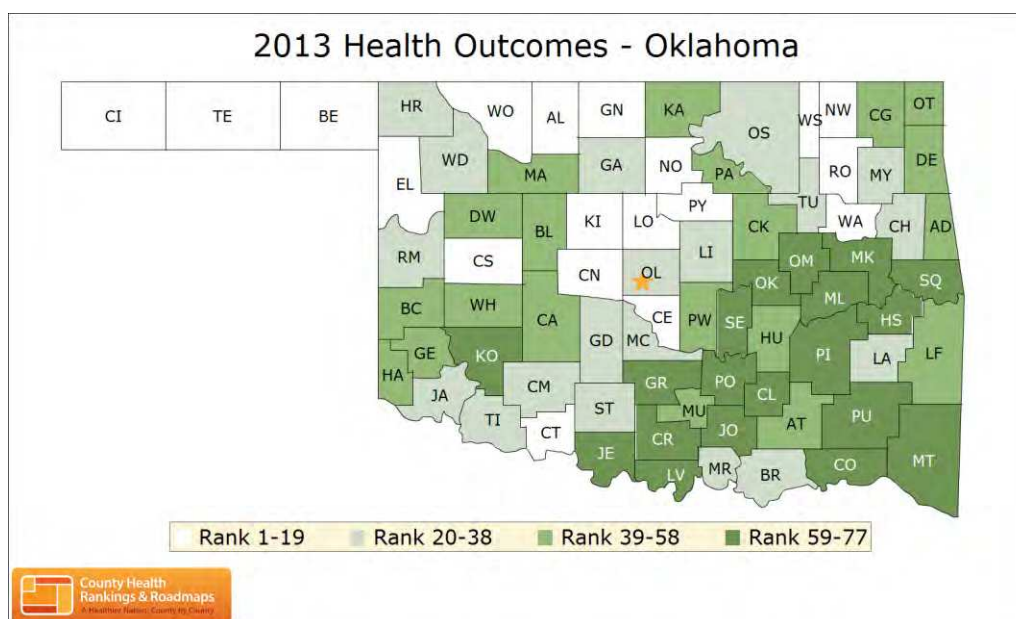 2013 Health Outcomes - Oklahoma
CI TE BE HR WO AL GN KA OS WS NW CG OT
WD MA GA NO PA RO MY DE
EL TU
DW BL KI LO PY CK WA CH AD
RM CS CN OL LI OM MK SQ
BC WH CA CE PW SE OK ML HS
HU
GE KO GD MC PI LA LF
HA JA CM GR PO CL
TI CT ST MU AT PU
JE CR JO MT
LV MR BR CO
Rank 1-19 Rank 20-38 Rank 39-58 Rank 59-77
County Health
Rankings & Roadmaps
A Healthier Nation, County by County